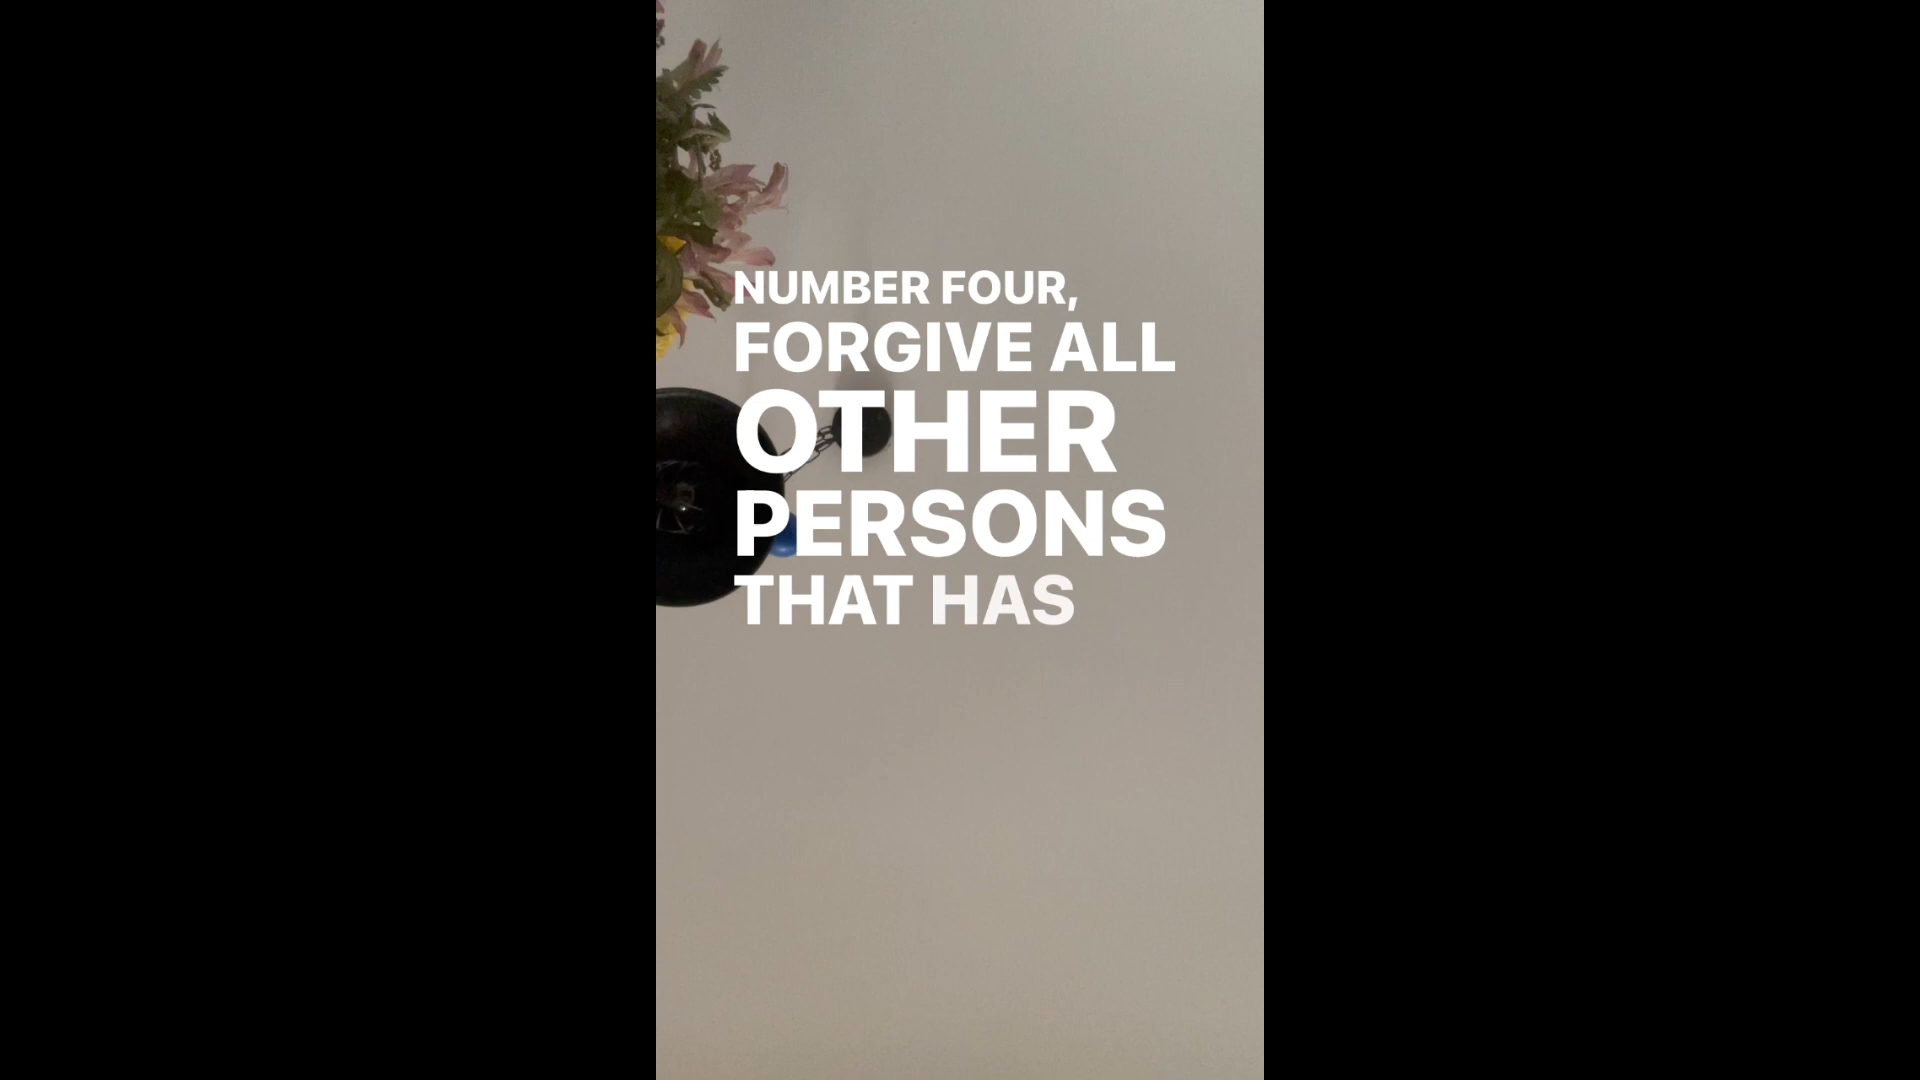 NUMBER FOUR,
FORGIVE ALL
OTHER
PERSONS
THAT HAS